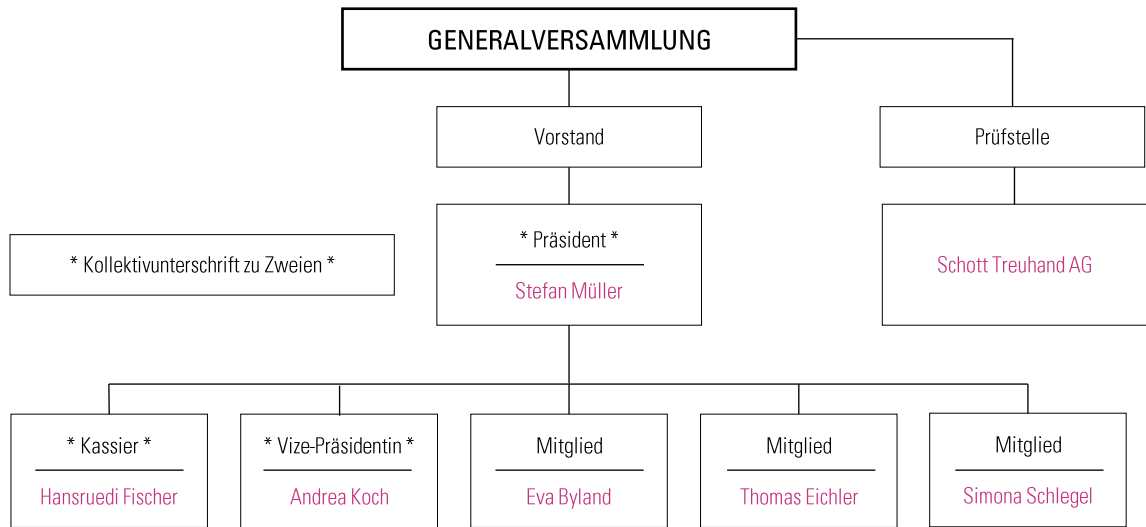 GENERALVERSAMMLUNG
Vorstand
Prüfstelle
* Präsident *
Stefan Müller
Schott Treuhand AG
* Kollektivunterschrift zu Zweien *
* Kassier *
Hansruedi Fischer
* Vize-Präsidentin *
Andrea Koch
Mitglied
Eva Byland
Mitglied
Thomas Eichler
Mitglied
Simona Schlegel